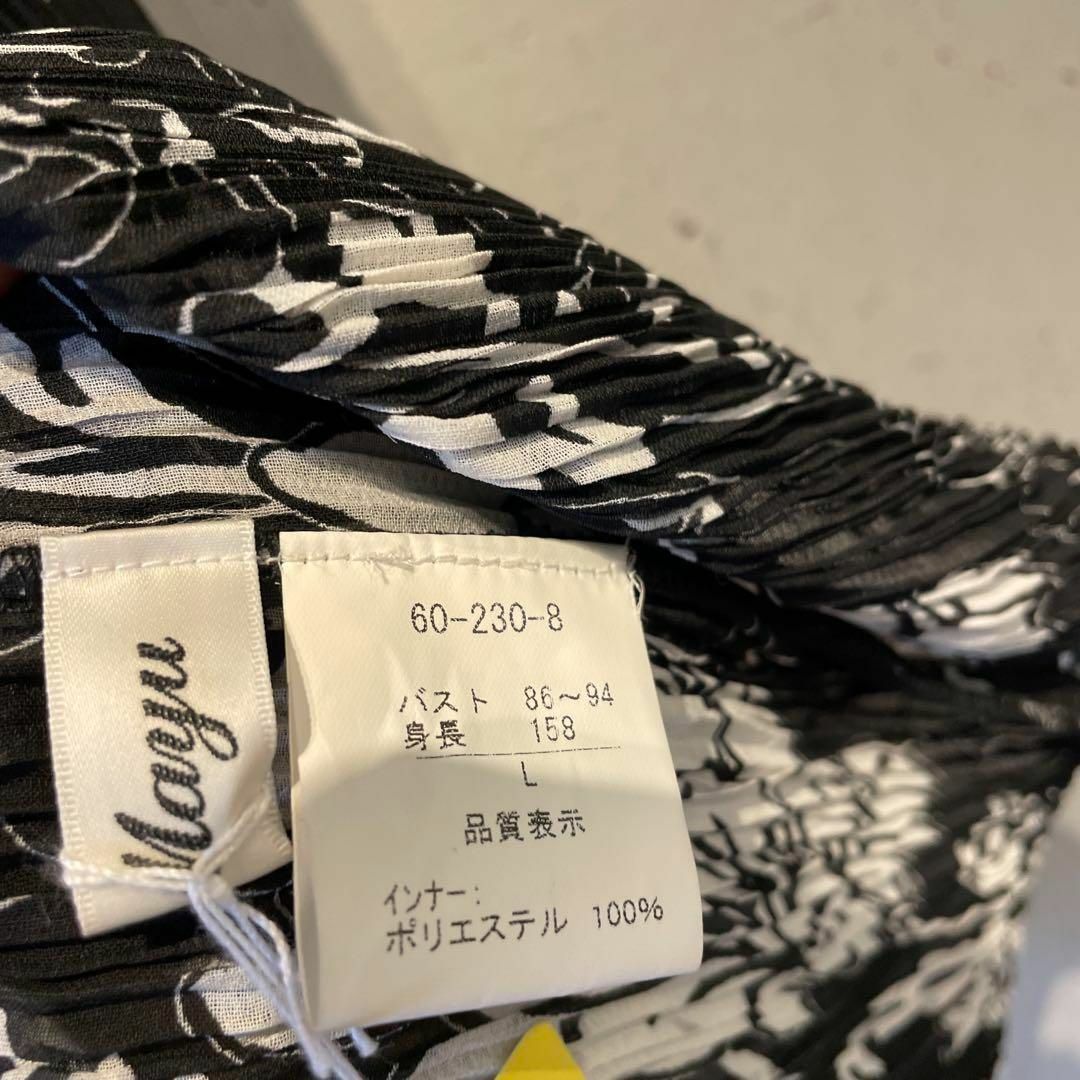 Mayu
60-230-8
バスト 86～94
身長 158
L
品質表示
インナー:
ポリエステル 100%